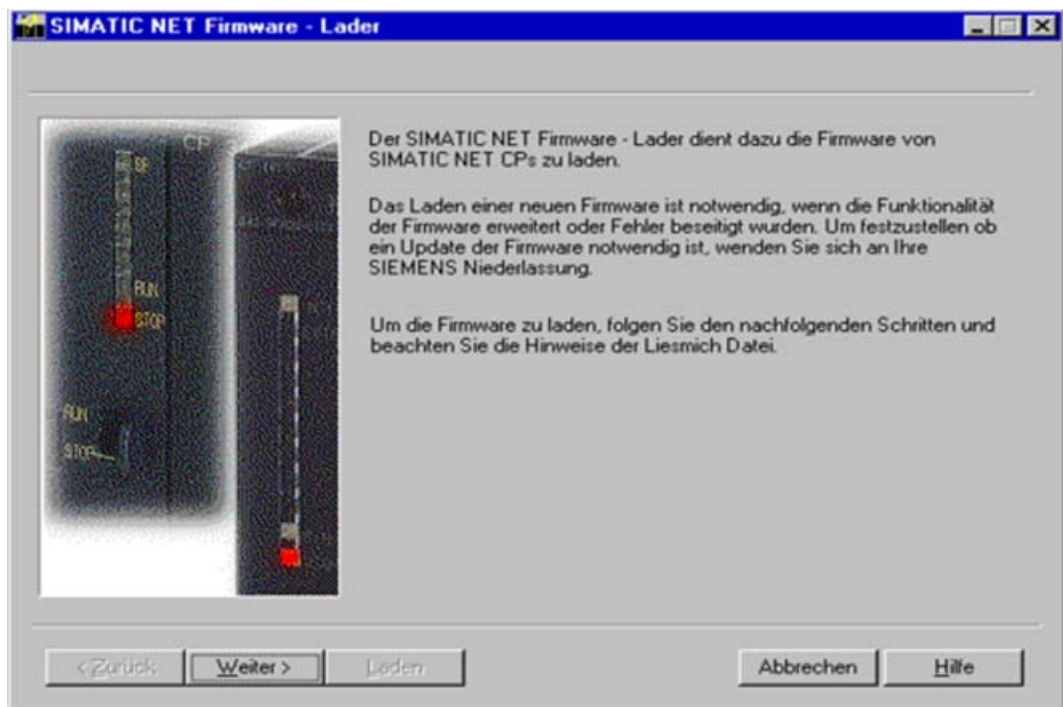 SIMATIC NET Firmware - Lader
CP
SF
RUN
STOP
RUN
STOP
Der SIMATIC NET Firmware - Lader dient dazu die Firmware von
SIMATIC NET CPs zu laden.
Das Laden einer neuen Firmware ist notwendig, wenn die Funktionalität
der Firmware erweitert oder Fehler beseitigt wurden. Um festzustellen ob
ein Update der Firmware notwendig ist, wenden Sie sich an Ihre
SIEMENS Niederlassung.
Um die Firmware zu laden, folgen Sie den nachfolgenden Schritten und
beachten Sie die Hinweise der Liesmich Datei.
< Zurück
Weiter >
Laden
Abbrechen
Hilfe